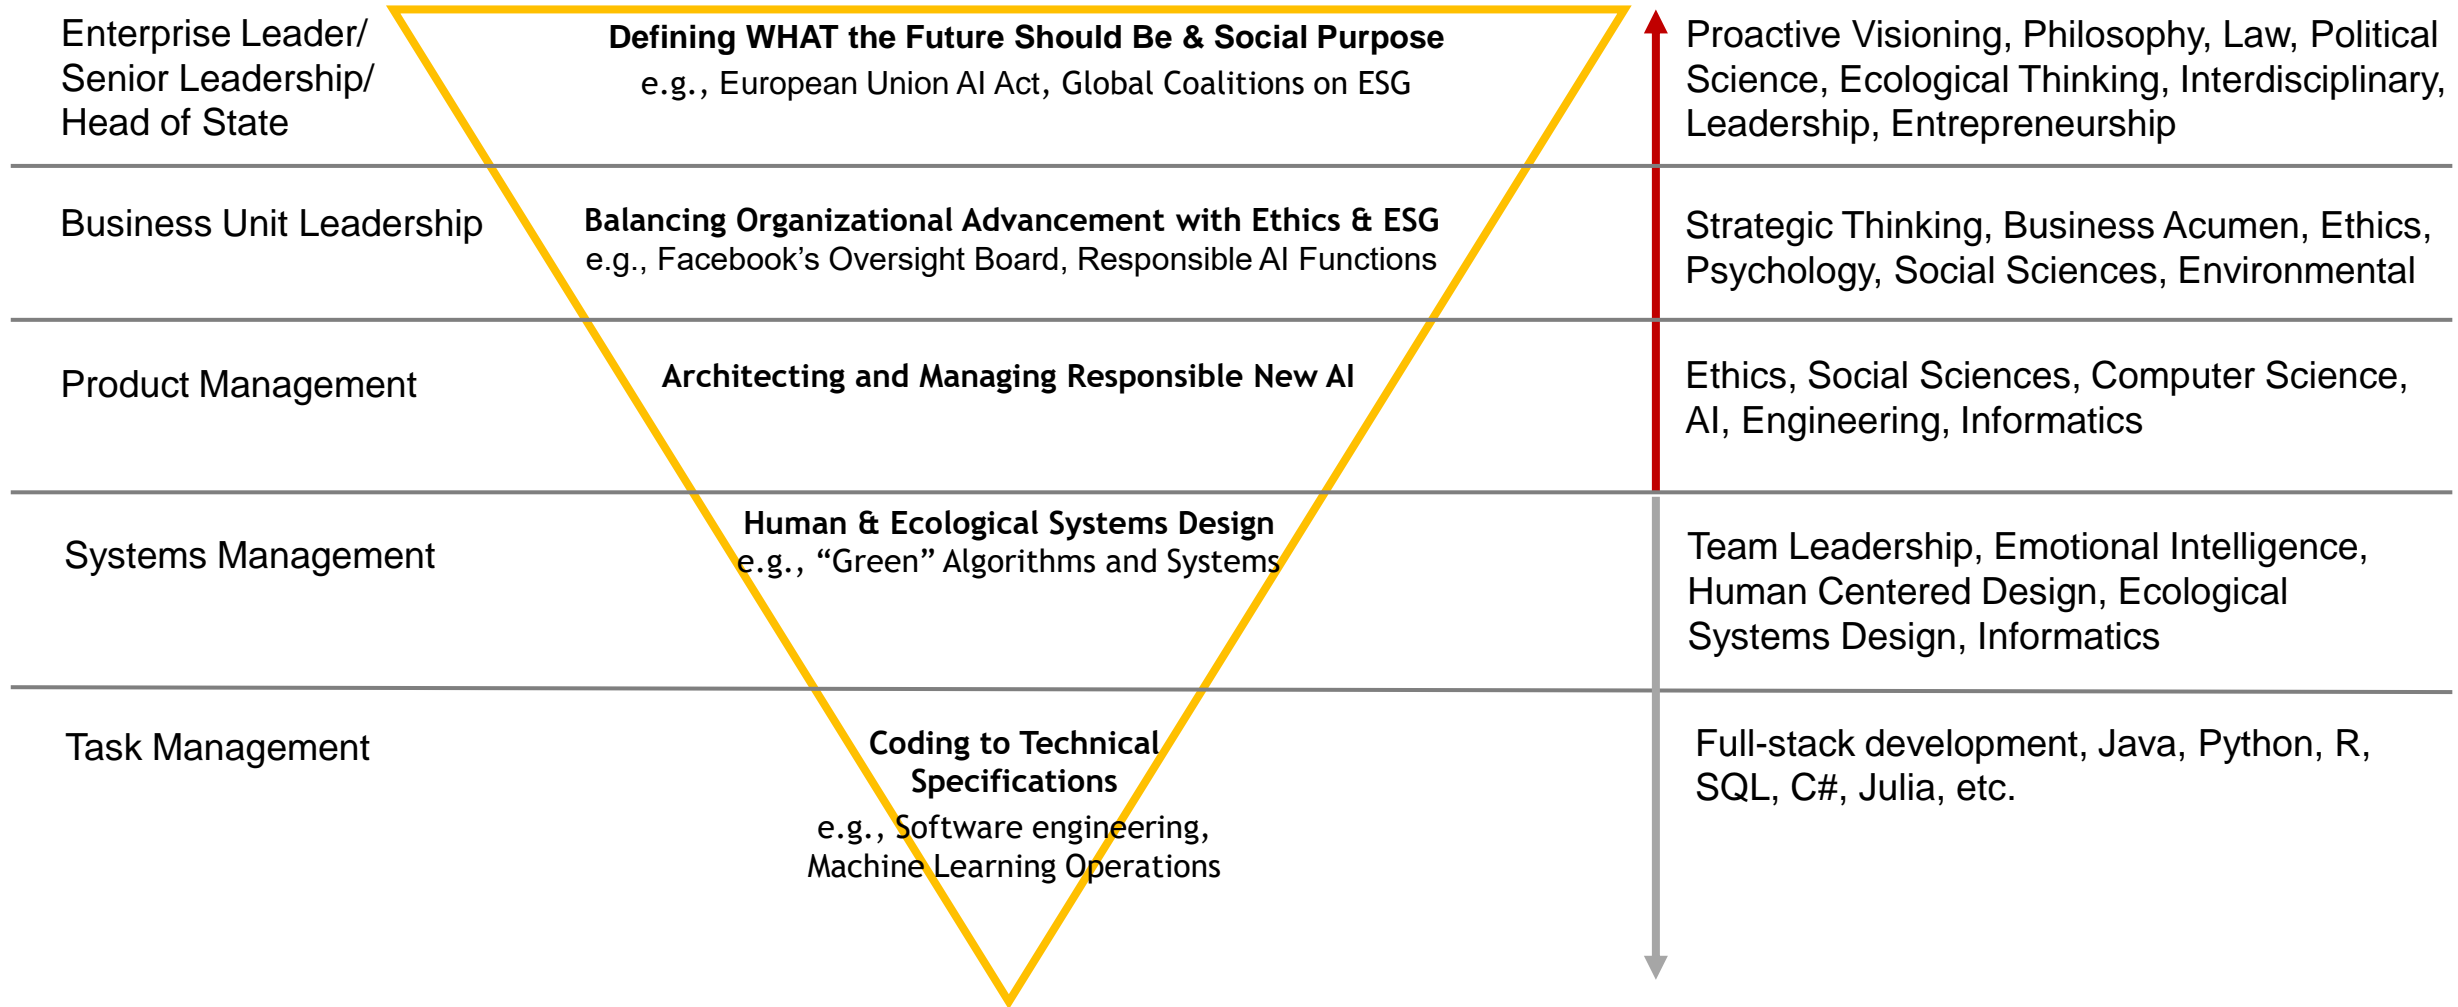 Enterprise Leader/
Senior Leadership/
Head of State
Defining WHAT the Future Should Be & Social Purpose
e.g., European Union AI Act, Global Coalitions on ESG
Proactive Visioning, Philosophy, Law, Political
Science, Ecological Thinking, Interdisciplinary,
Leadership, Entrepreneurship
Business Unit Leadership
Balancing Organizational Advancement with Ethics & ESG
e.g., Facebook’s Oversight Board, Responsible AI Functions
Strategic Thinking, Business Acumen, Ethics,
Psychology, Social Sciences, Environmental
Product Management
Architecting and Managing Responsible New AI
Ethics, Social Sciences, Computer Science,
AI, Engineering, Informatics
Systems Management
Human & Ecological Systems Design
e.g., “Green” Algorithms and Systems
Team Leadership, Emotional Intelligence,
Human Centered Design, Ecological
Systems Design, Informatics
Task Management
Coding to Technical
Specifications
e.g., Software engineering,
Machine Learning Operations
Full-stack development, Java, Python, R,
SQL, C#, Julia, etc.